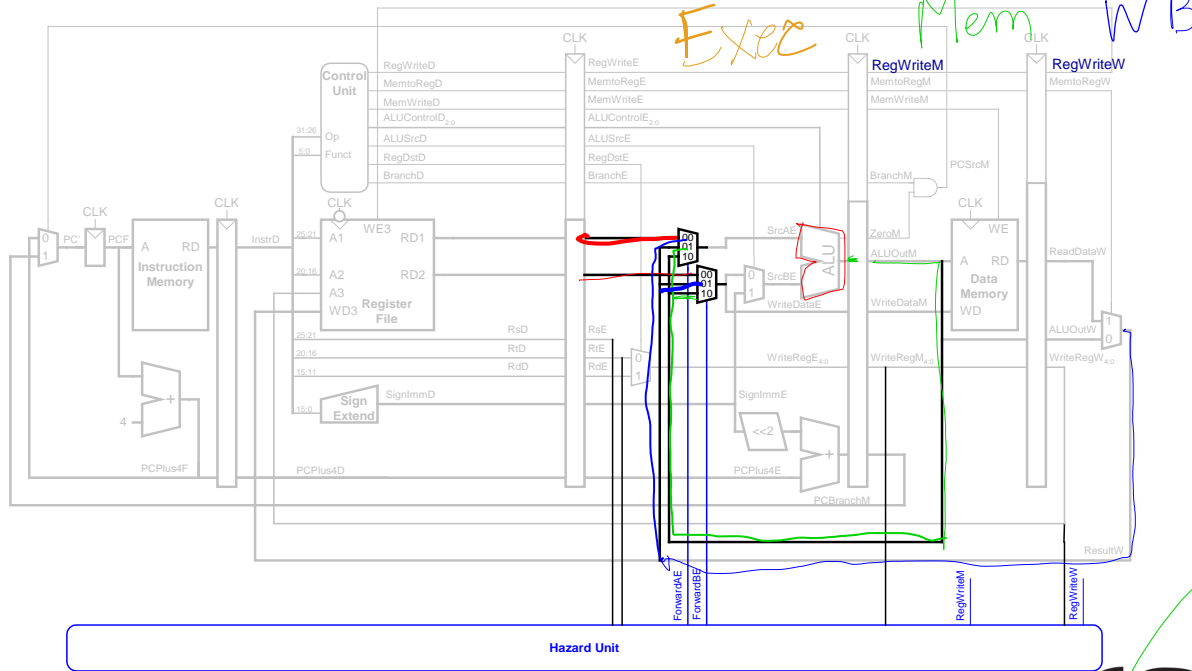 Exec
Mem
WB
CLK
CLK
CLK
RegWriteD
RegWriteE
RegWriteM
RegWriteW
Control
Unit
MemtoRegD
MemtoRegE
MemtoRegM
MemtoRegW
MemWriteD
MemWriteE
MemWriteM
ALUControlD2:0
ALUControlE2:0
31:26
Op
ALUSrcD
ALUSrcE
5:0
Funct
RegDstD
RegDstE
PCSrcM
BranchD
BranchE
BranchM
CLK
CLK
CLK
CLK
WE3
WE
0
1
PC'
PCF
A
RD
Instruction
Memory
InstrD
25:21
A1
RD1
00
01
10
SrcAE
ALU
ZeroM
20:16
A2
RD2
00
01
10
0
1
SrcBE
ALUOutM
A
RD
Data
Memory
WD
ReadDataW
A3
WD3
Register
File
WriteDataE
WriteDataM
ALUOutW
1
0
25:21
RsD
RsE
20:16
RtD
RtE
0
1
WriteRegE4:0
WriteRegM4:0
WriteRegW4:0
15:11
RdD
RdE
15:0
Sign
Extend
SignImmD
SignImmE
4
+
<<2
+
PCPlus4F
PCPlus4D
PCPlus4E
PCBranchM
ResultW
ForwardAE
ForwardBE
RegWriteM
RegWriteW
Hazard Unit